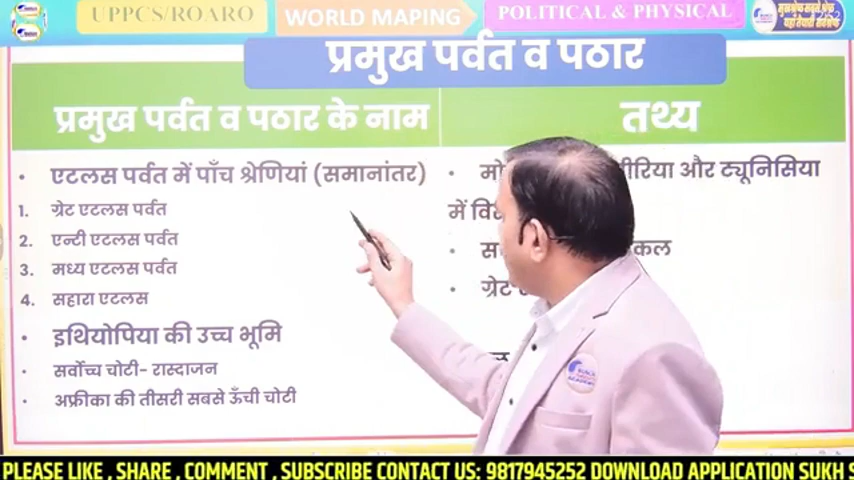 UPPCS/ROARO
WORLD MAPING
POLITICAL & PHYSICAL
प्रमुख पर्वत व पठार
प्रमुख पर्वत व पठार के नाम
तथ्य
• एटलस पर्वत में पाँच श्रेणियां (समानांतर)
1. ग्रेट एटलस पर्वत
2. एन्टी एटलस पर्वत
3. मध्य एटलस पर्वत
4. सहारा एटलस
• इथियोपिया की उच्च भूमि
• सर्वोच्च चोटी- रास्दाजन
• अफ्रीका की तीसरी सबसे ऊँची चोटी
और ट्यूनिसिया
में
PLEASE LIKE , SHARE , COMMENT , SUBSCRIBE CONTACT US: 9817945252 DOWNLOAD APPLICATION SUKH